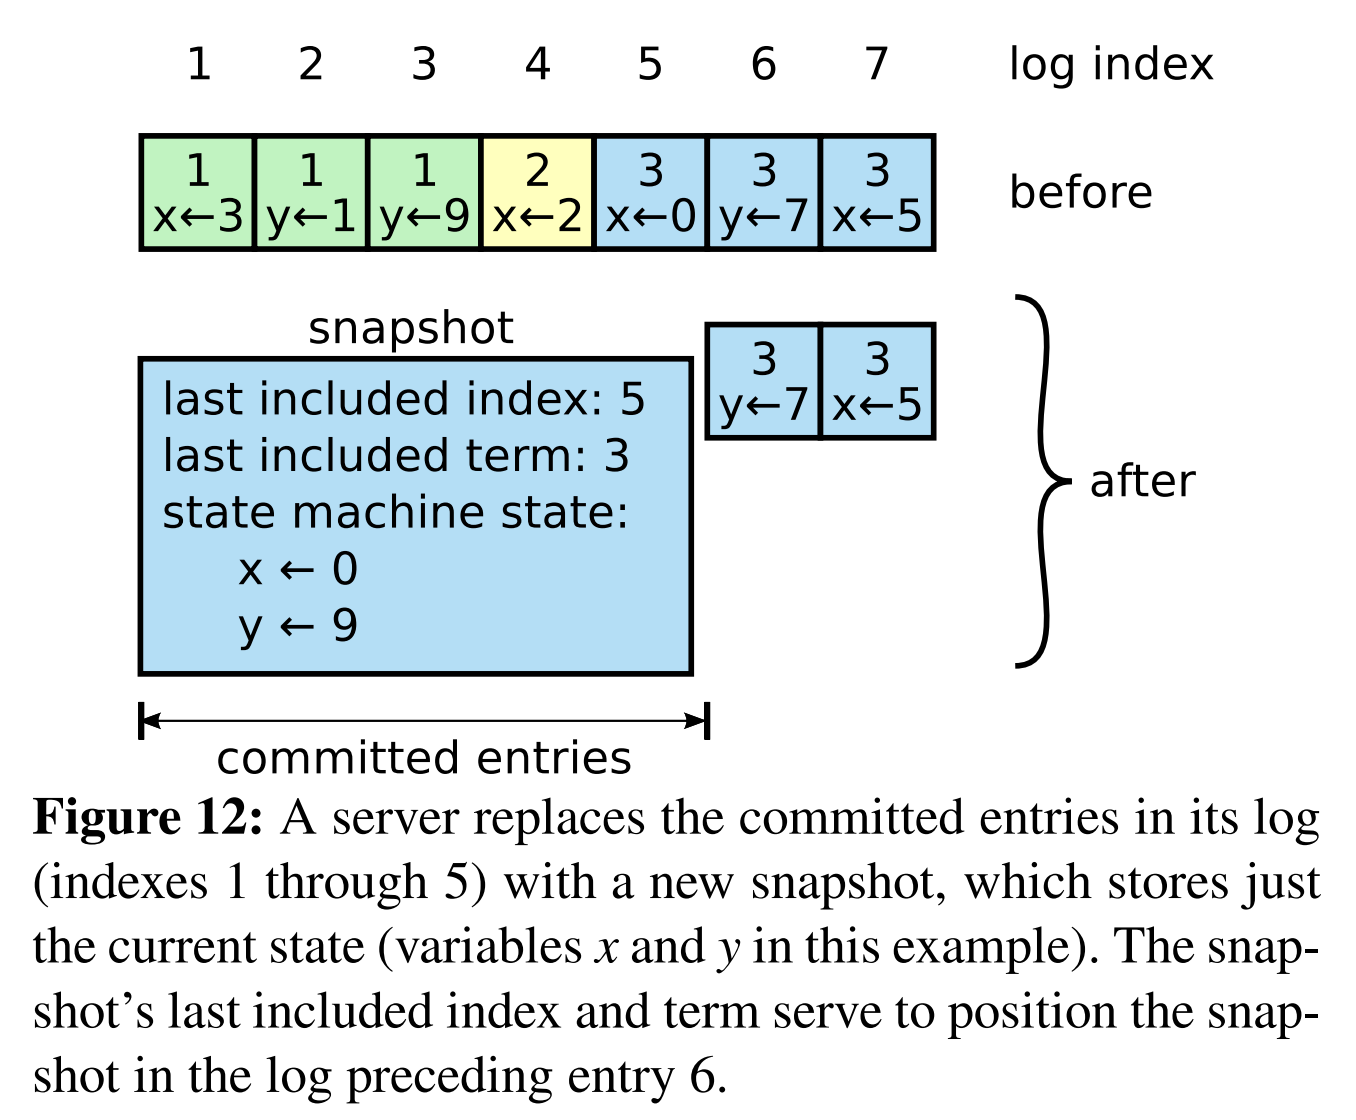 1 2 3 4 5 6 7 log index
1 1 1 2 3 3 3
x←3 y←1 y←9 x←2 x←0 y←7 x←5
before
snapshot
3 3
y←7 x←5
last included index: 5
last included term: 3
state machine state:
x ← 0
y ← 9
after
committed entries
Figure 12: A server replaces the committed entries in its log
(indexes 1 through 5) with a new snapshot, which stores just
the current state (variables x and y in this example). The snap-
shot’s last included index and term serve to position the snap-
shot in the log preceding entry 6.